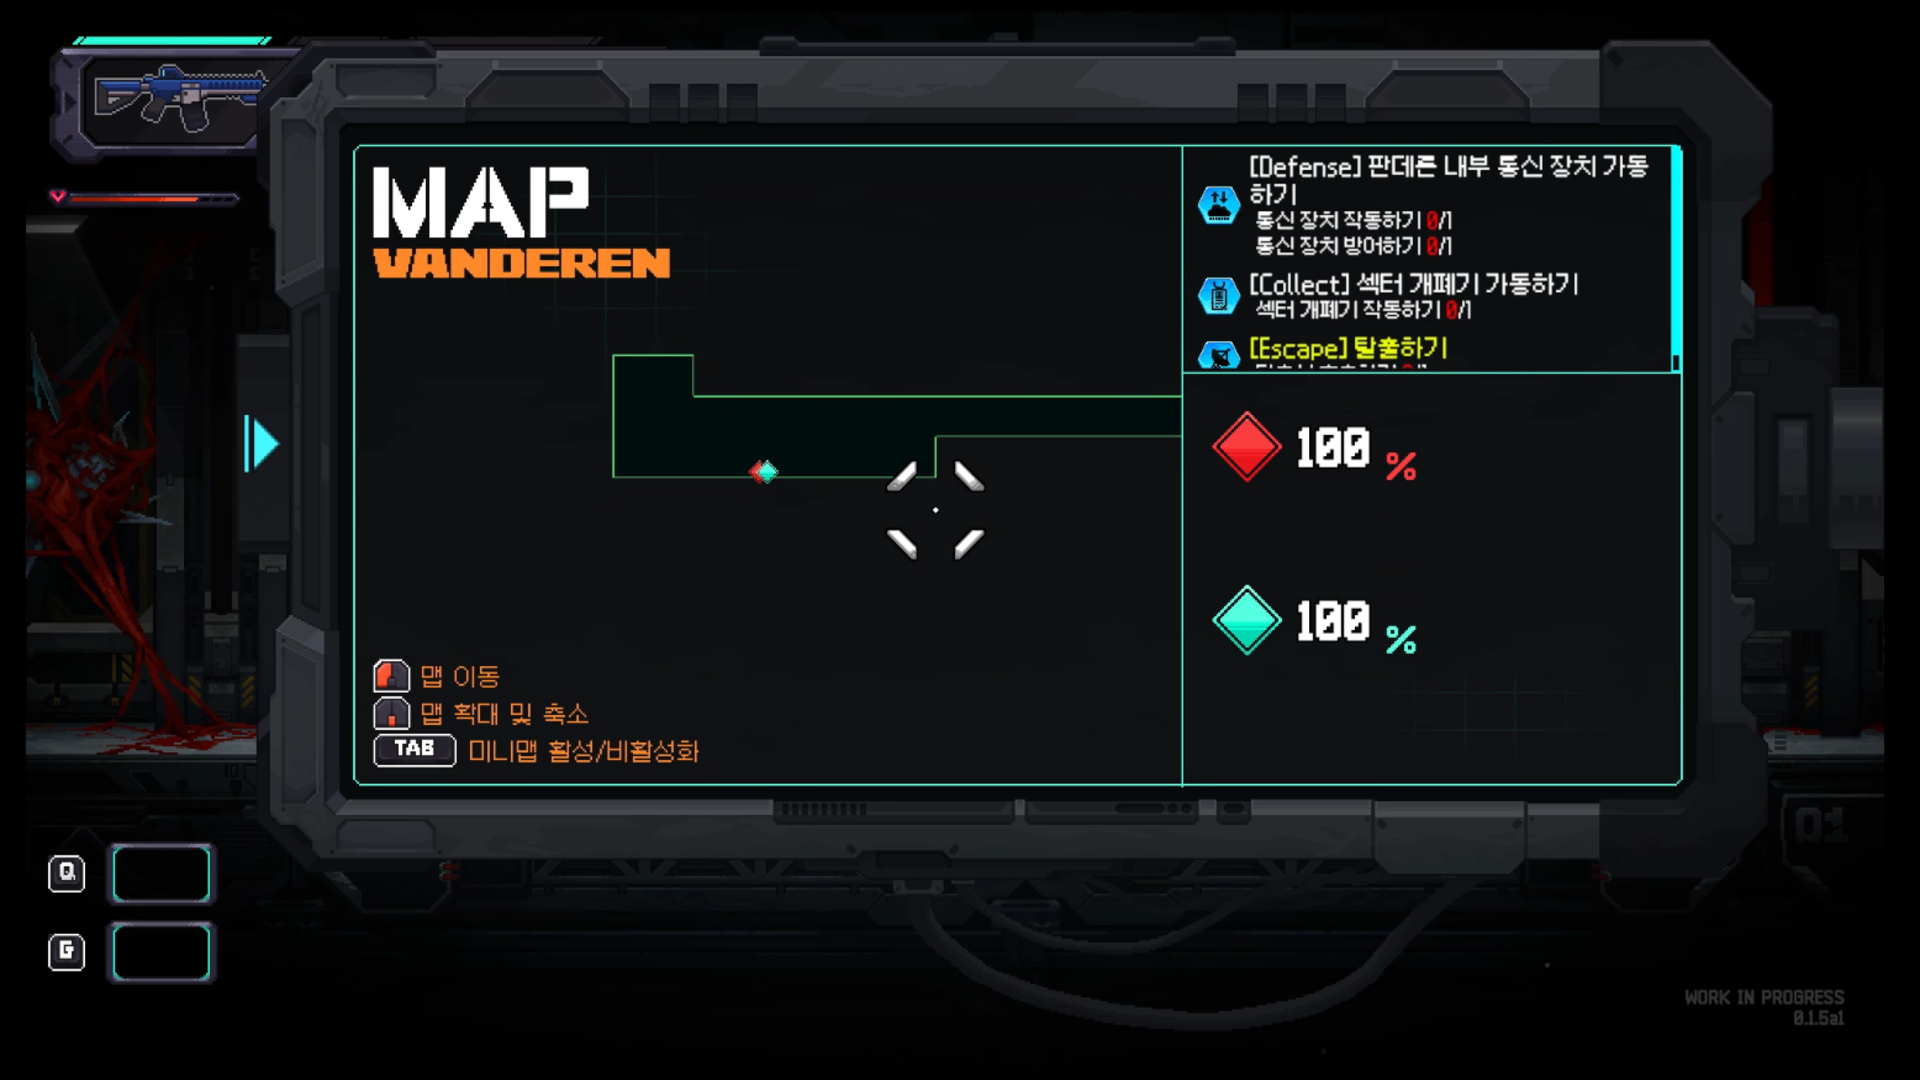 MAP
VANDEREN
[Defense] 판데른 내부 통신 장치 가동
하기
통신 장치 작동하기 0/1
통신 장치 방어하기 0/1
[Collect] 섹터 개폐기 가동하기
섹터 개폐기 작동하기 0/1
[Escape] 탈출하기
100 %
100 %
맵 이동
맵 확대 및 축소
TAB 미니맵 활성/비활성화
Q
G
01
WORK IN PROGRESS
0.1.5a1